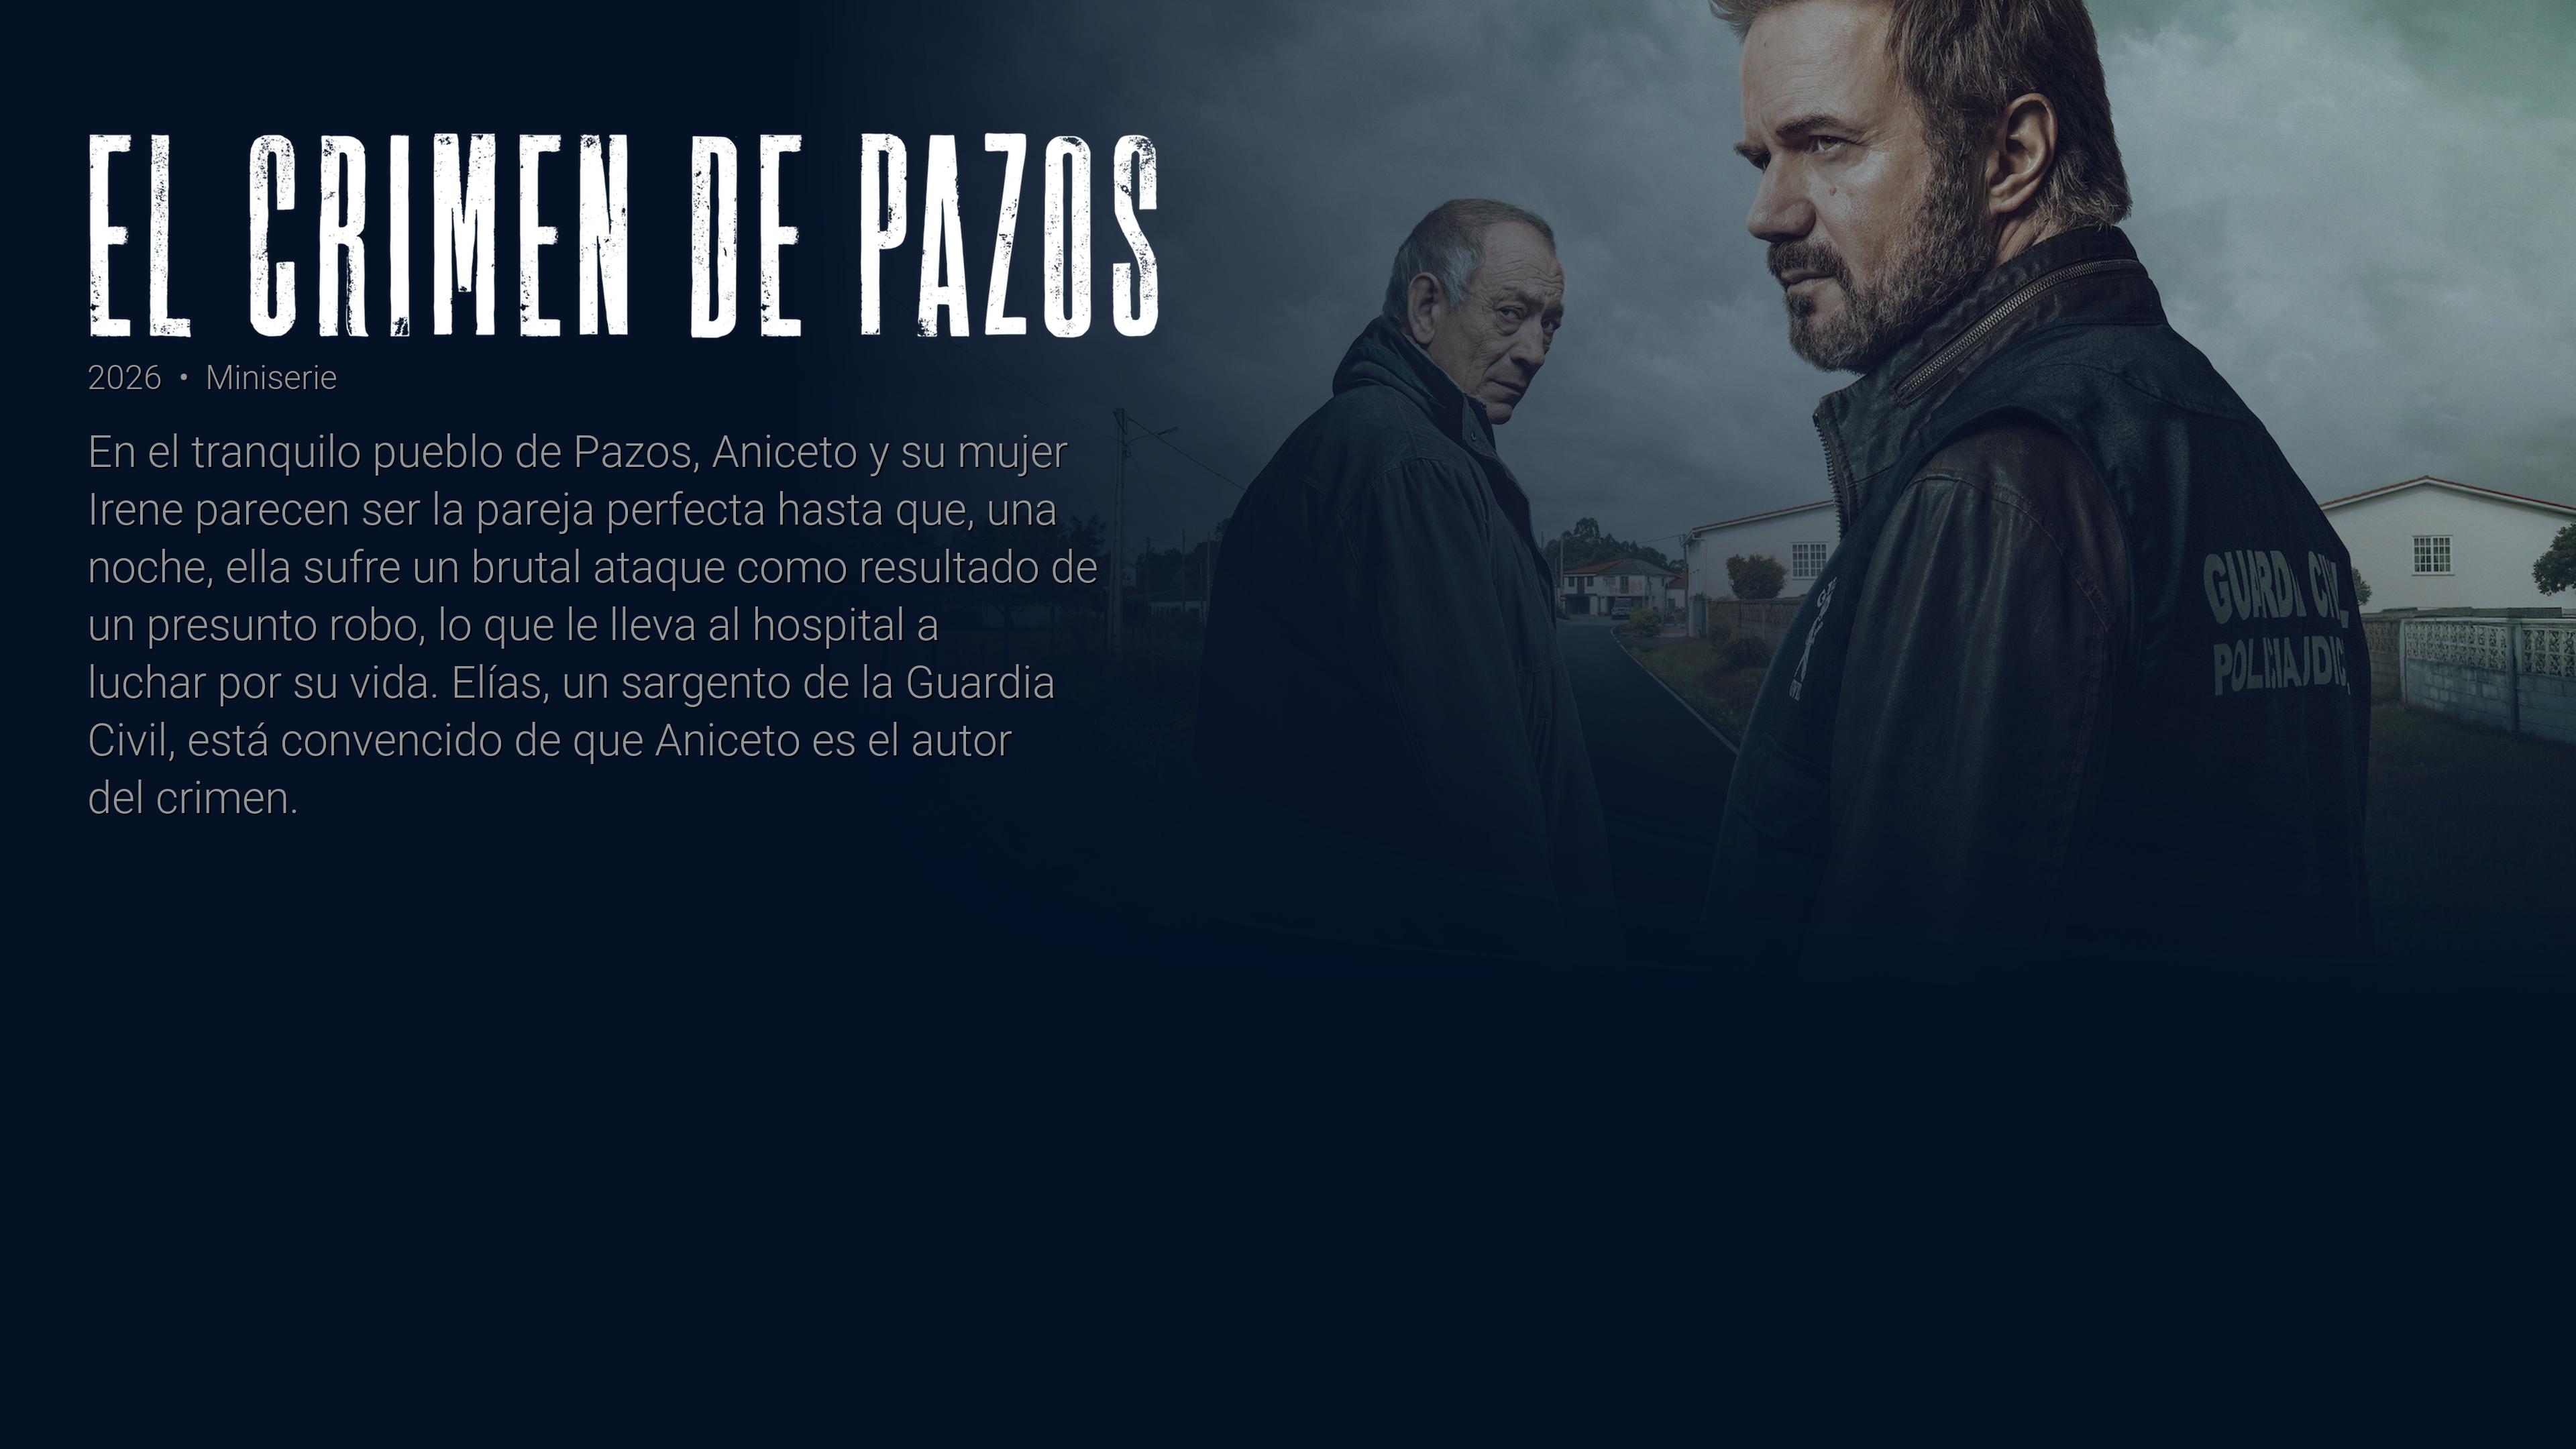 EL CRIMEN DE PAZOS
2026 • Miniserie
En el tranquilo pueblo de Pazos, Aniceto y su mujer
Irene parecen ser la pareja perfecta hasta que, una
noche, ella sufre un brutal ataque como resultado de
un presunto robo, lo que le lleva al hospital a
luchar por su vida. Elías, un sargento de la Guardia
Civil, está convencido de que Aniceto es el autor
del crimen.